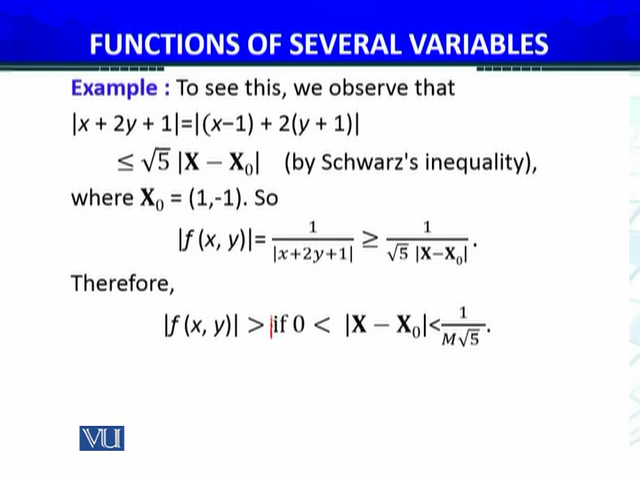 FUNCTIONS OF SEVERAL VARIABLES
Example : To see this, we observe that
|x + 2y + 1|=|(x−1) + 2(y + 1)|
≤ √5 |X − X₀| (by Schwarz's inequality),
where X₀ = (1,-1). So
|f (x, y)|= 1/|x+2y+1| ≥ 1/√5 |X−X₀| .
Therefore,
|f (x, y)| > if 0 < |X − X₀|< 1/M√5 .
VU